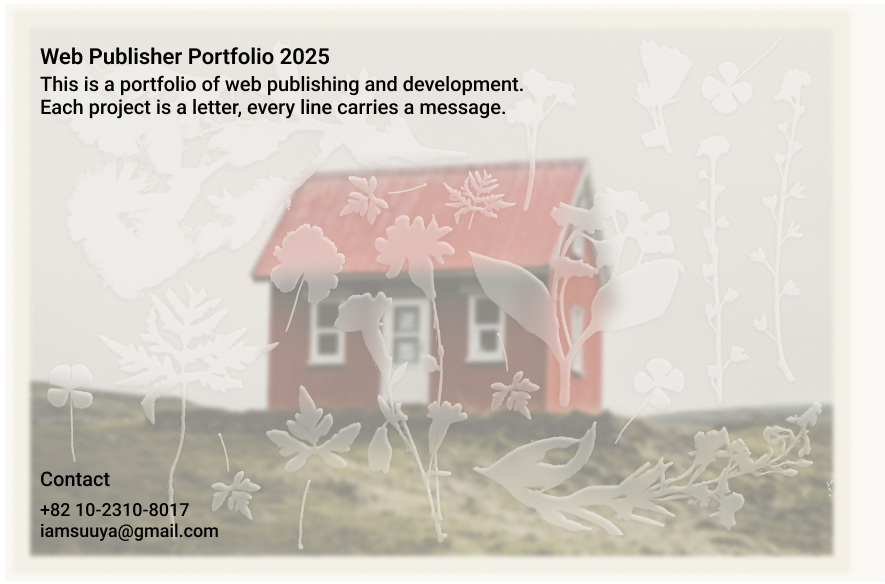 Web Publisher Portfolio 2025
This is a portfolio of web publishing and development.
Each project is a letter, every line carries a message.
Contact
+82 10-2310-8017
iamsuuya@gmail.com